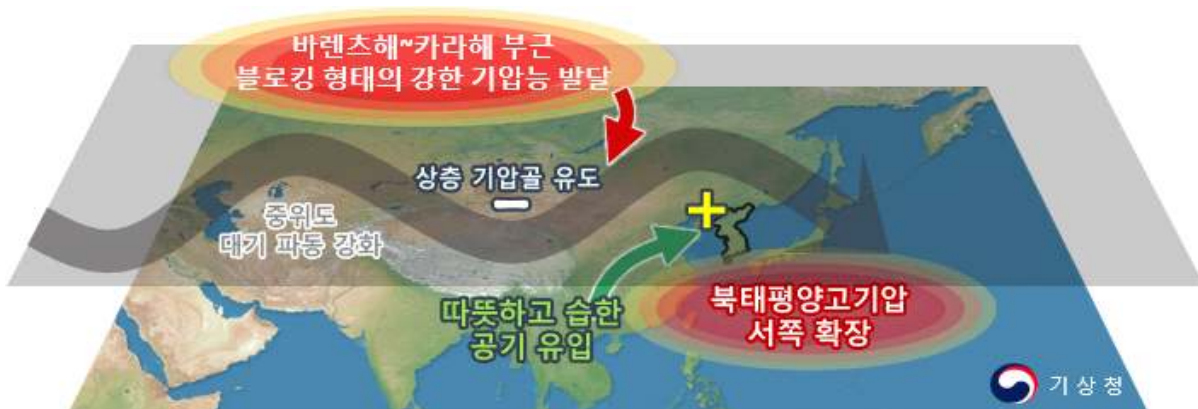 바렌츠해~카라해 부근
블로킹 형태의 강한 기압능 발달
상층 기압골 유도
중위도
대기 파동 강화
따뜻하고 습한
공기 유입
북태평양고기압
서쪽 확장
기상청